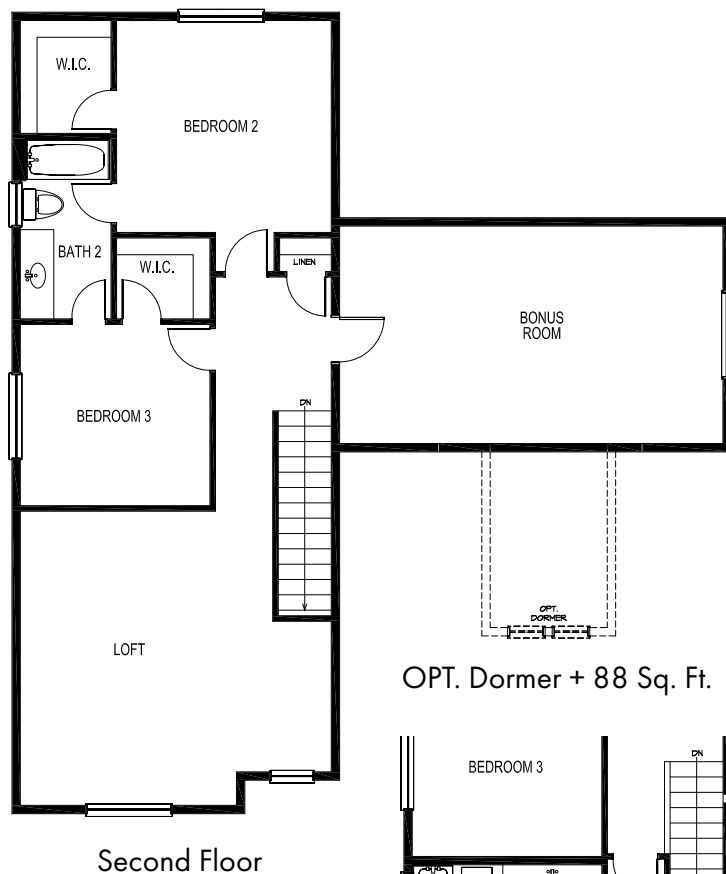 W.I.C.
BEDROOM 2
BATH 2
W.I.C.
LINEN
BONUS
ROOM
BEDROOM 3
DN
LOFT
OPT.
DORMER
OPT. Dormer + 88 Sq. Ft.
BEDROOM 3
DN
Second Floor